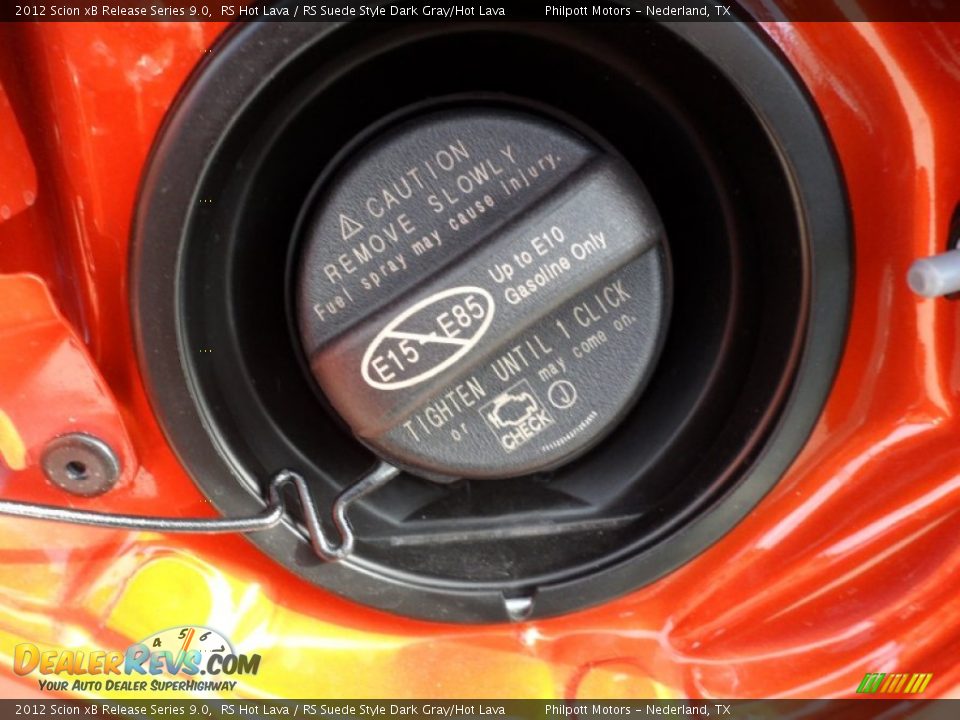 2012 Scion xB Release Series 9.0,  RS Hot Lava / RS Suede Style Dark Gray/Hot Lava        Philpott Motors - Nederland, TX
CAUTION
REMOVE SLOWLY
Fuel spray may cause injury.
Up to E10
Gasoline Only
E15-E85
TIGHTEN UNTIL 1 CLICK
or CHECK may come on.
4 5 6
DEALERREVS.COM
YOUR AUTO DEALER SUPERHIGHWAY
2012 Scion xB Release Series 9.0,  RS Hot Lava / RS Suede Style Dark Gray/Hot Lava        Philpott Motors - Nederland, TX